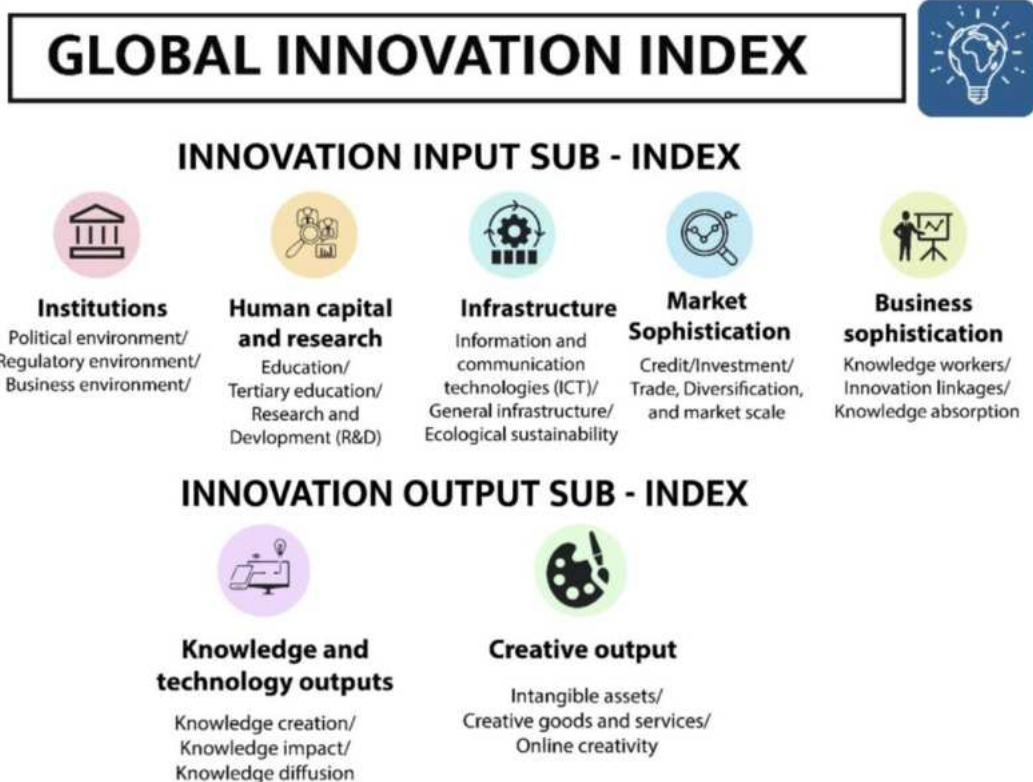 GLOBAL INNOVATION INDEX
INNOVATION INPUT SUB - INDEX
Institutions
Political environment/
Regulatory environment/
Business environment/
Human capital
and research
Education/
Tertiary education/
Research and
Devlopment (R&D)
Infrastructure
Information and
communication
technologies (ICT)/
General infrastructure/
Ecological sustainability
Market
Sophistication
Credit/Investment/
Trade, Diversification,
and market scale
Business
sophistication
Knowledge workers/
Innovation linkages/
Knowledge absorption
INNOVATION OUTPUT SUB - INDEX
Knowledge and
technology outputs
Knowledge creation/
Knowledge impact/
Knowledge diffusion
Creative output
Intangible assets/
Creative goods and services/
Online creativity